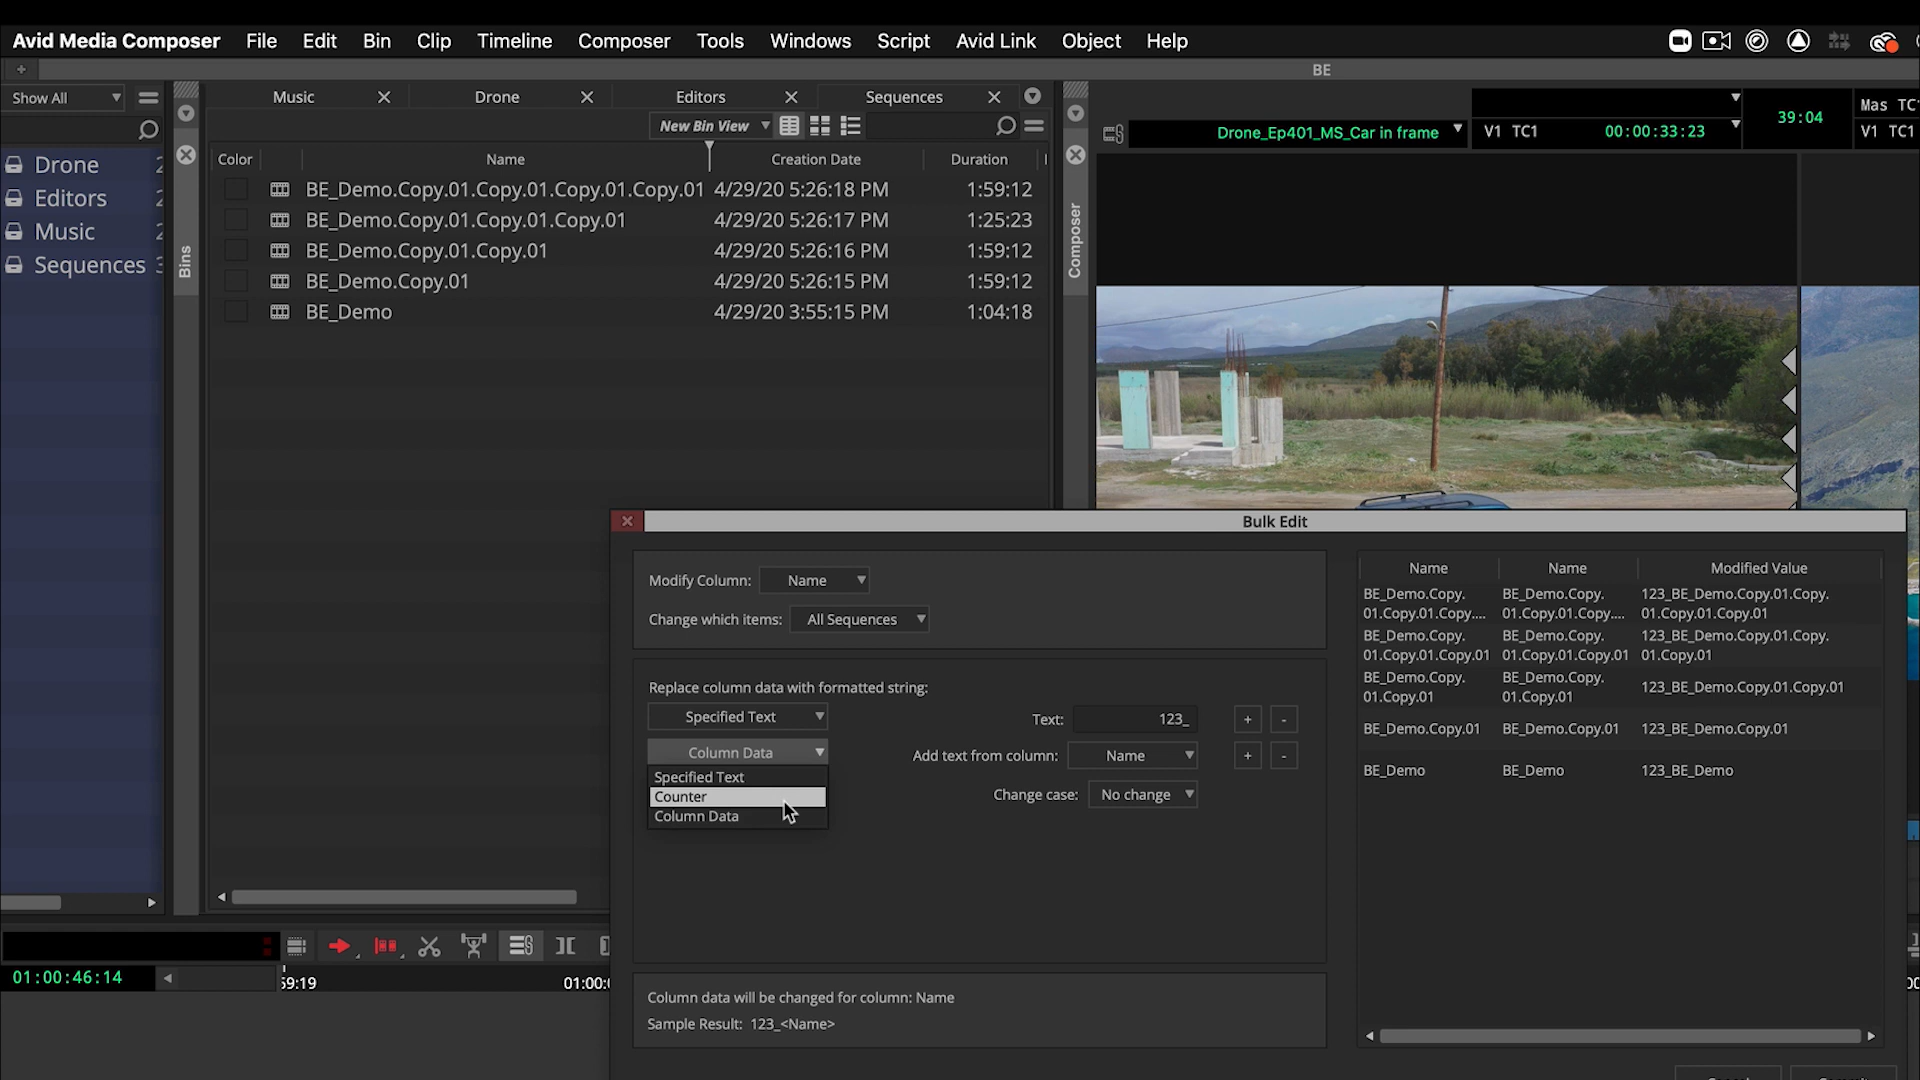 Avid Media Composer File Edit Bin Clip Timeline Composer Tools Windows Script Avid Link Object Help
BE
Show All
Music
Drone
Editors
Sequences
New Bin View
Drone
Editors
Music
Sequences
Bins
Color Name Creation Date Duration
BE_Demo.Copy.01.Copy.01.Copy.01.Copy.01 4/29/20 5:26:18 PM 1:59:12
BE_Demo.Copy.01.Copy.01.Copy.01 4/29/20 5:26:17 PM 1:25:23
BE_Demo.Copy.01.Copy.01 4/29/20 5:26:16 PM 1:59:12
BE_Demo.Copy.01 4/29/20 5:26:15 PM 1:59:12
BE_Demo 4/29/20 3:55:15 PM 1:04:18
Composer
Drone_Ep401_MS_Car in frame
V1 TC1 00:00:33:23
39:04
Mas TC
V1 TC1
Bulk Edit
Modify Column: Name
Change which items: All Sequences
Replace column data with formatted string:
Specified Text Text: 123_ + -
Column Data Add text from column: Name + -
Specified Text
Counter
Column Data
Change case: No change
Column data will be changed for column: Name
Sample Result: 123_<Name>
Name Name Modified Value
BE_Demo.Copy. BE_Demo.Copy. 123_BE_Demo.Copy.01.Copy.
01.Copy.01.Copy.... 01.Copy.01.Copy.... 01.Copy.01.Copy.01
BE_Demo.Copy. BE_Demo.Copy. 123_BE_Demo.Copy.01.Copy.
01.Copy.01.Copy.01 01.Copy.01.Copy.01 01.Copy.01
BE_Demo.Copy. BE_Demo.Copy. 123_BE_Demo.Copy.01.Copy.01
01.Copy.01 01.Copy.01
BE_Demo.Copy.01 BE_Demo.Copy.01 123_BE_Demo.Copy.01
BE_Demo BE_Demo 123_BE_Demo
01:00:46:14
59:19
01:00: